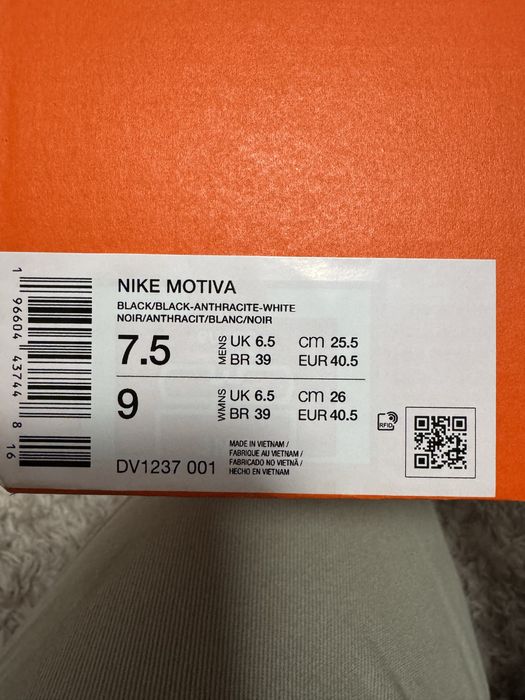 NIKE MOTIVA
BLACK/BLACK-ANTHRACITE-WHITE
NOIR/ANTHRACIT/BLANC/NOIR
7.5 MENS UK 6.5 cm 25.5
BR 39 EUR 40.5
9 WMNS UK 6.5 cm 26
BR 39 EUR 40.5
RFID
MADE IN VIETNAM /
FABRIQUE AU VIETNAM /
FABRICADO NO VIETNÃ /
HECHO EN VIETNAM
DV1237 001
1 96604 43744 8 16